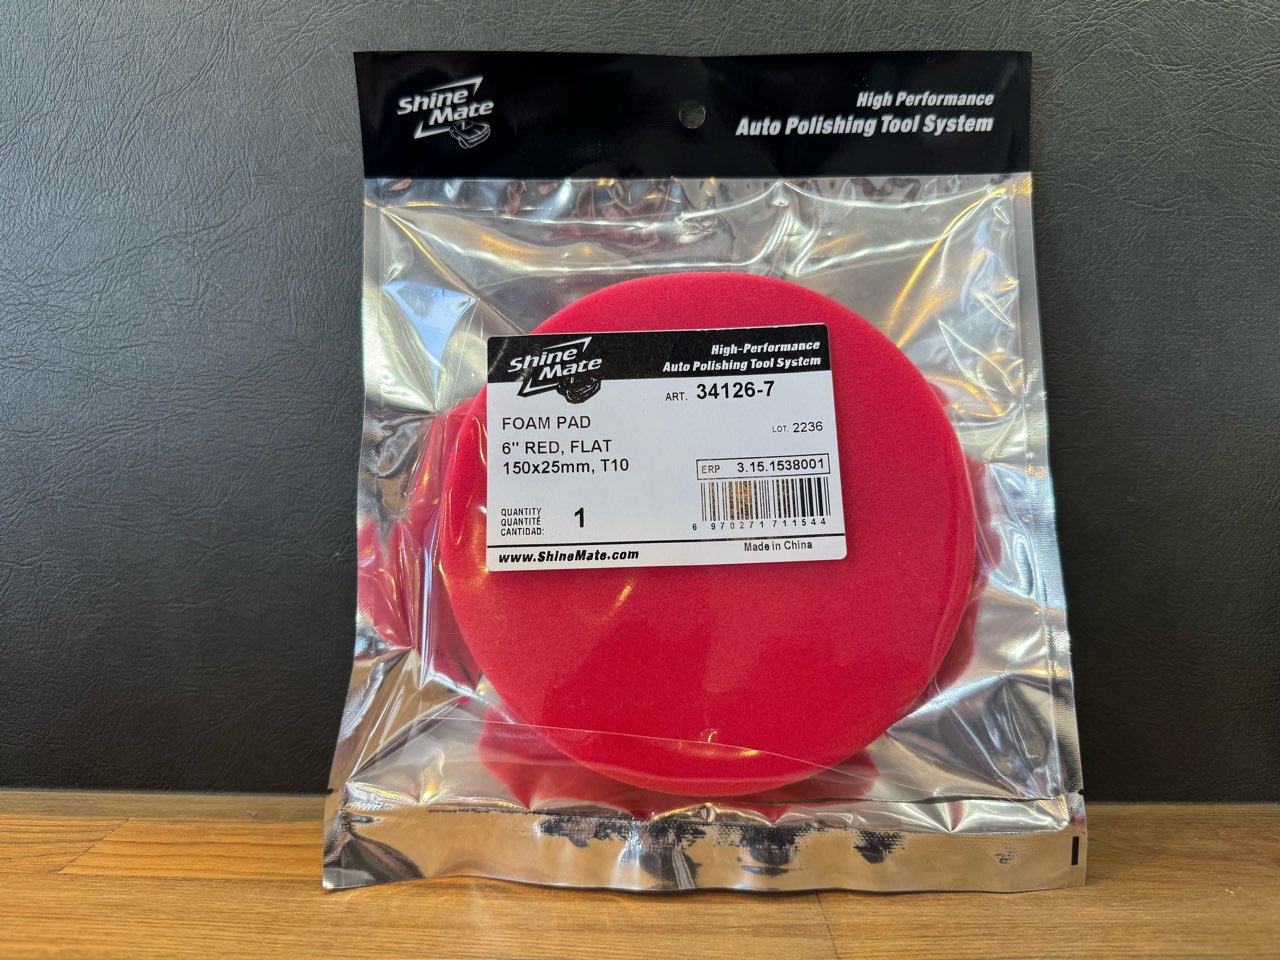 Shine Mate
High Performance
Auto Polishing Tool System
Shine Mate
High-Performance
Auto Polishing Tool System
ART. 34126-7
FOAM PAD
LOT. 2236
6" RED, FLAT
150x25mm, T10
ERP 3.15.1538001
QUANTITY
QUANTITÉ
CANTIDAD:
1
6 970271 711544
www.ShineMate.com
Made in China